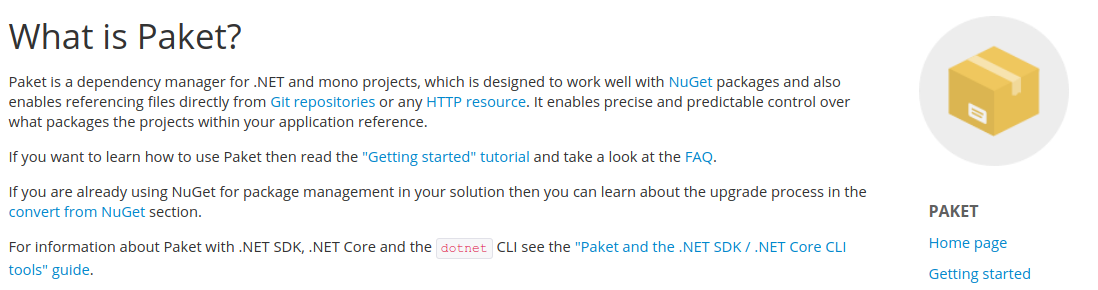 What is Paket?
Paket is a dependency manager for .NET and mono projects, which is designed to work well with NuGet packages and also
enables referencing files directly from Git repositories or any HTTP resource. It enables precise and predictable control over
what packages the projects within your application reference.
If you want to learn how to use Paket then read the "Getting started" tutorial and take a look at the FAQ.
If you are already using NuGet for package management in your solution then you can learn about the upgrade process in the
convert from NuGet section.
For information about Paket with .NET SDK, .NET Core and the dotnet CLI see the "Paket and the .NET SDK / .NET Core CLI
tools" guide.
PAKET
Home page
Getting started